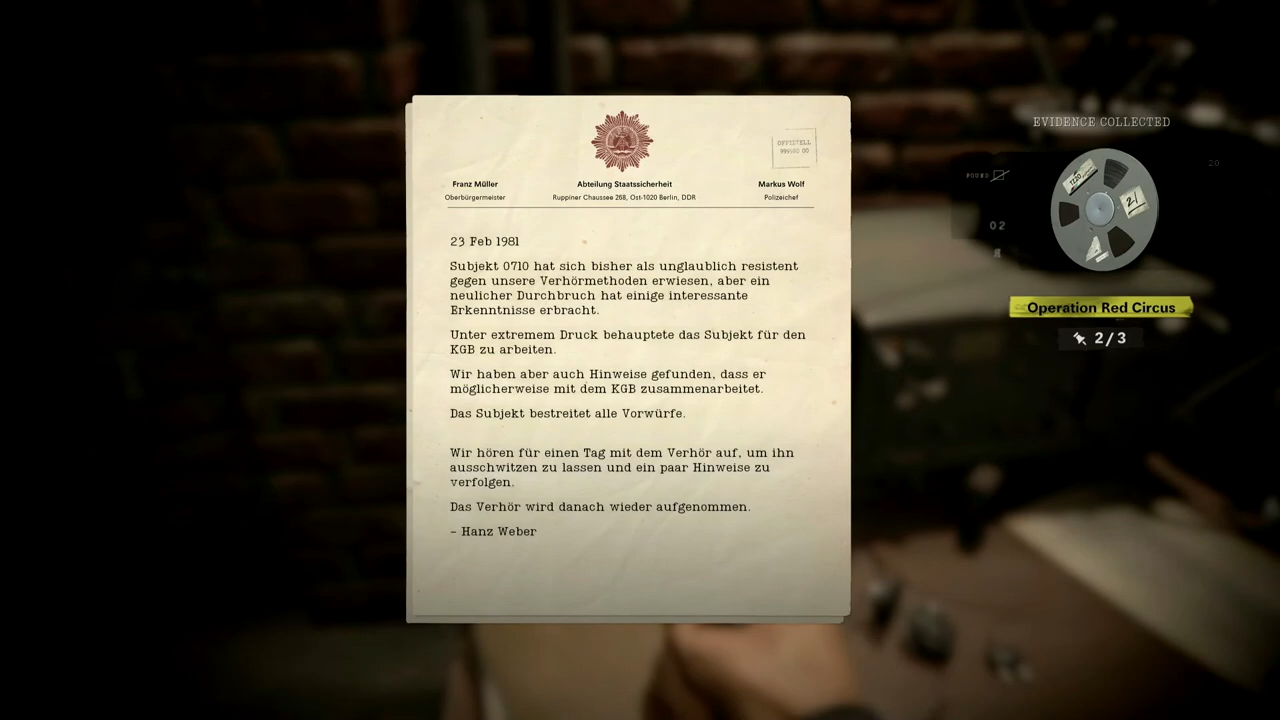 EVIDENCE COLLECTED
Franz Müller
Oberbürgermeister
Abteilung Staatssicherheit
Ruppiner Chaussee 268, Ost-1020 Berlin, DDR
OFFIZIELL
Markus Wolf
Polizeichef
23 Feb 1981
Subjekt 0710 hat sich bisher als unglaublich resistent
gegen unsere Verhörmethoden erwiesen, aber ein
neulicher Durchbruch hat einige interessante
Erkenntnisse erbracht.
Unter extremem Druck behauptete das Subjekt für den
KGB zu arbeiten.
Wir haben aber auch Hinweise gefunden, dass er
möglicherweise mit dem KGB zusammenarbeitet.
Das Subjekt bestreitet alle Vorwürfe.
Wir hören für einen Tag mit dem Verhör auf, um ihn
ausschwitzen zu lassen und ein paar Hinweise zu
verfolgen.
Das Verhör wird danach wieder aufgenommen.
– Hanz Weber
FOUND
20
02
21
Operation Red Circus
2/3